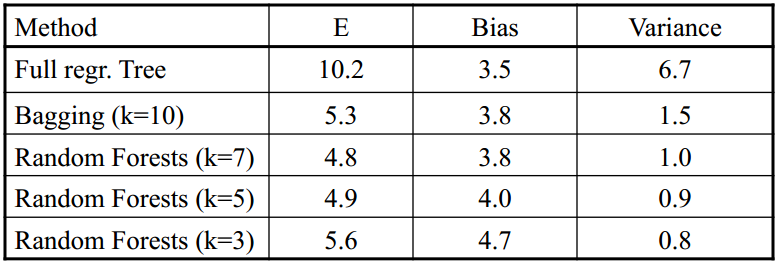 Method E Bias Variance
Full regr. Tree 10.2 3.5 6.7
Bagging (k=10) 5.3 3.8 1.5
Random Forests (k=7) 4.8 3.8 1.0
Random Forests (k=5) 4.9 4.0 0.9
Random Forests (k=3) 5.6 4.7 0.8